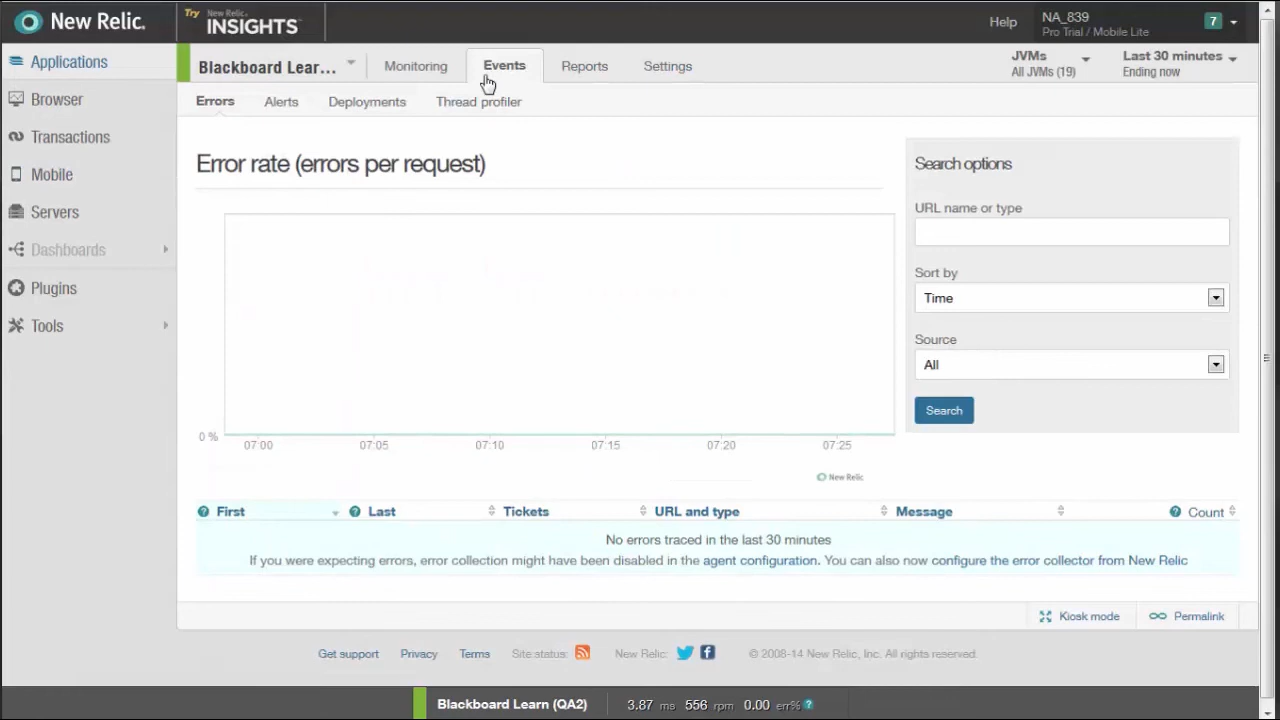 New Relic.
Try New Relic INSIGHTS
Help
NA_839
Pro Trial / Mobile Lite
7
Applications
Browser
Transactions
Mobile
Servers
Dashboards
Plugins
Tools
Blackboard Lear...
Monitoring
Events
Reports
Settings
JVMs
All JVMs (19)
Last 30 minutes
Ending now
Errors
Alerts
Deployments
Thread profiler
Error rate (errors per request)
0 %
07:00
07:05
07:10
07:15
07:20
07:25
New Relic
Search options
URL name or type
Sort by
Time
Source
All
Search
? First
? Last
Tickets
URL and type
Message
? Count
No errors traced in the last 30 minutes
If you were expecting errors, error collection might have been disabled in the agent configuration. You can also now configure the error collector from New Relic
Kiosk mode
Permalink
Get support
Privacy
Terms
Site status:
New Relic:
© 2008-14 New Relic, Inc. All rights reserved.
Blackboard Learn (QA2)
3.87 ms
556 rpm
0.00 err% ?